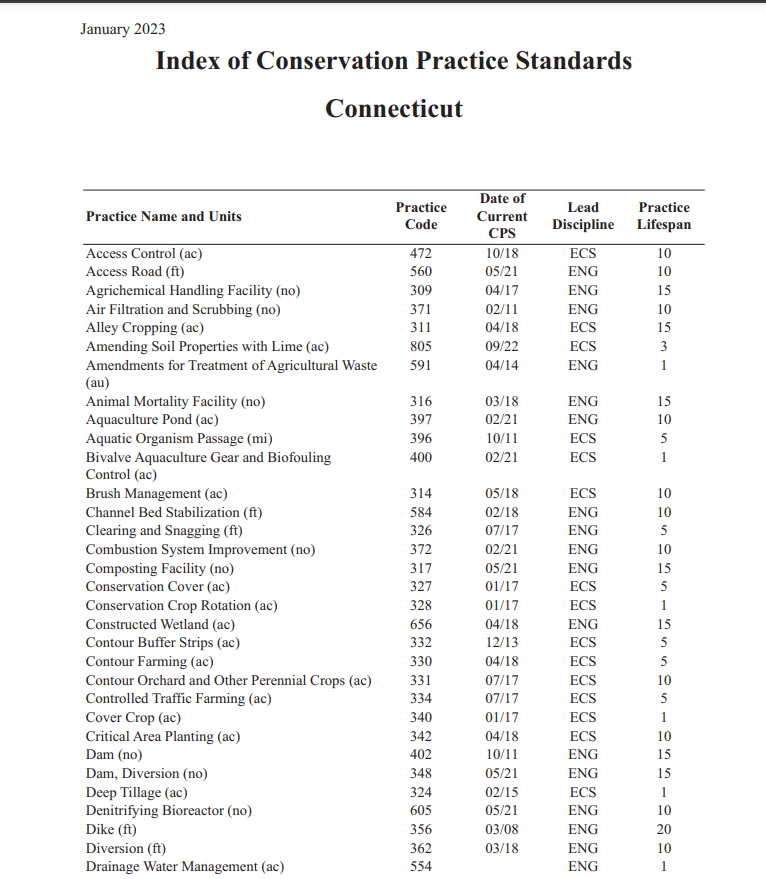 January 2023
Index of Conservation Practice Standards
Connecticut
Practice Name and Units Practice Code Date of Current CPS Lead Discipline Practice Lifespan
Access Control (ac) 472 10/18 ECS 10
Access Road (ft) 560 05/21 ENG 10
Agrichemical Handling Facility (no) 309 04/17 ENG 15
Air Filtration and Scrubbing (no) 371 02/11 ENG 10
Alley Cropping (ac) 311 04/18 ECS 15
Amending Soil Properties with Lime (ac) 805 09/22 ECS 3
Amendments for Treatment of Agricultural Waste 591 04/14 ENG 1
(au)
Animal Mortality Facility (no) 316 03/18 ENG 15
Aquaculture Pond (ac) 397 02/21 ENG 10
Aquatic Organism Passage (mi) 396 10/11 ECS 5
Bivalve Aquaculture Gear and Biofouling 400 02/21 ECS 1
Control (ac)
Brush Management (ac) 314 05/18 ECS 10
Channel Bed Stabilization (ft) 584 02/18 ENG 10
Clearing and Snagging (ft) 326 07/17 ENG 5
Combustion System Improvement (no) 372 02/21 ENG 10
Composting Facility (no) 317 05/21 ENG 15
Conservation Cover (ac) 327 01/17 ECS 5
Conservation Crop Rotation (ac) 328 01/17 ECS 1
Constructed Wetland (ac) 656 04/18 ENG 15
Contour Buffer Strips (ac) 332 12/13 ECS 5
Contour Farming (ac) 330 04/18 ECS 5
Contour Orchard and Other Perennial Crops (ac) 331 07/17 ECS 10
Controlled Traffic Farming (ac) 334 07/17 ECS 5
Cover Crop (ac) 340 01/17 ECS 1
Critical Area Planting (ac) 342 04/18 ECS 10
Dam (no) 402 10/11 ENG 15
Dam, Diversion (no) 348 05/21 ENG 15
Deep Tillage (ac) 324 02/15 ECS 1
Denitrifying Bioreactor (no) 605 05/21 ENG 10
Dike (ft) 356 03/08 ENG 20
Diversion (ft) 362 03/18 ENG 10
Drainage Water Management (ac) 554 ENG 1